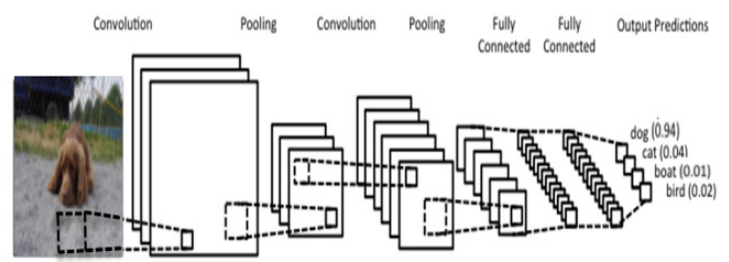 Convolution
Pooling
Convolution
Pooling
Fully
Connected
Fully
Connected
Output Predictions
dog (0.94)
cat (0.04)
boat (0.01)
bird (0.02)